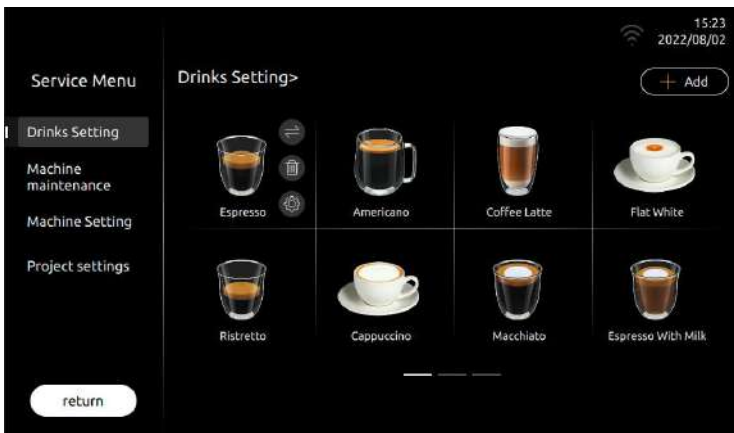 15:23
2022/08/02
Service Menu
Drinks Setting>
+ Add
Drinks Setting
Machine
maintenance
Machine Setting
Project settings
Espresso
Americano
Coffee Latte
Flat White
Ristretto
Cappuccino
Macchiato
Espresso With Milk
return